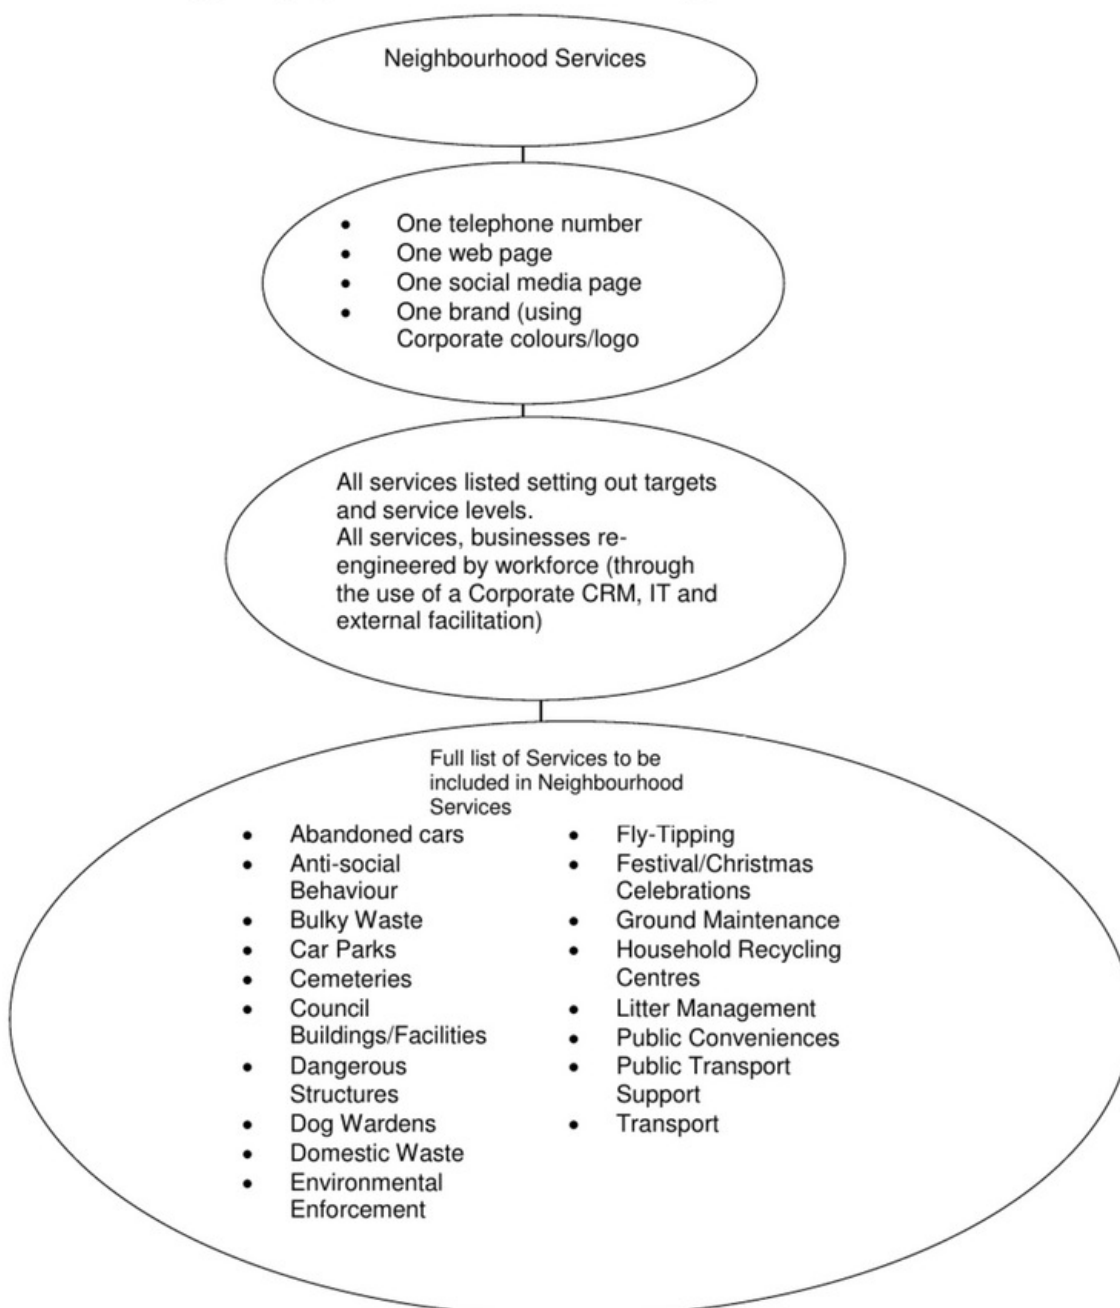 Neighbourhood Services
• One telephone number
• One web page
• One social media page
• One brand (using
Corporate colours/logo
All services listed setting out targets
and service levels.
All services, businesses re-
engineered by workforce (through
the use of a Corporate CRM, IT and
external facilitation)
Full list of Services to be
included in Neighbourhood
Services
• Abandoned cars
• Anti-social
Behaviour
• Bulky Waste
• Car Parks
• Cemeteries
• Council
Buildings/Facilities
• Dangerous
Structures
• Dog Wardens
• Domestic Waste
• Environmental
Enforcement
• Fly-Tipping
• Festival/Christmas
Celebrations
• Ground Maintenance
• Household Recycling
Centres
• Litter Management
• Public Conveniences
• Public Transport
Support
• Transport